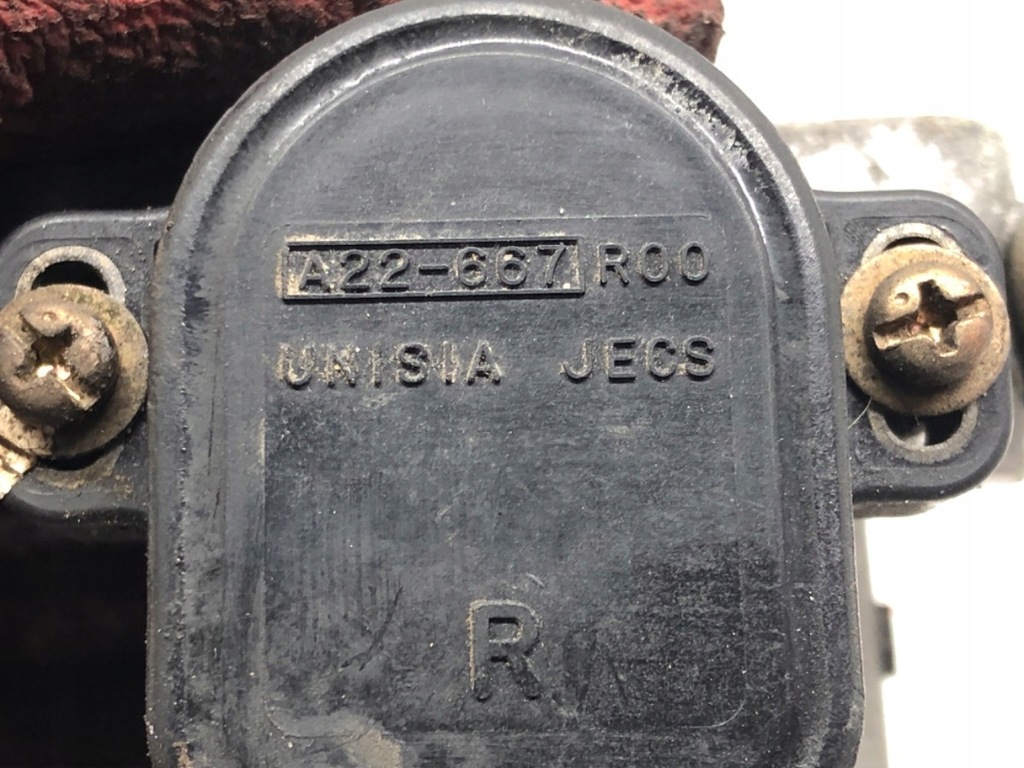 A22-667 R00
UNISIA JECS
R